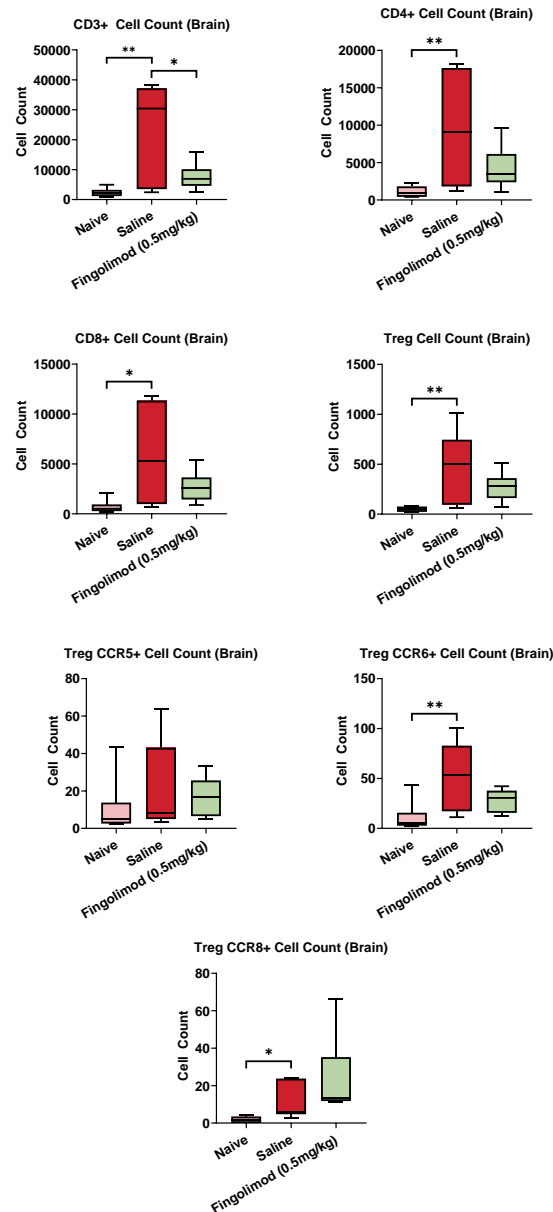 CD3+ Cell Count (Brain)
Cell Count
50000
40000
30000
20000
10000
0
**
*
Naive
Saline
Fingolimod (0.5mg/kg)
CD4+ Cell Count (Brain)
Cell Count
20000
15000
10000
5000
0
**
Naive
Saline
Fingolimod (0.5mg/kg)
CD8+ Cell Count (Brain)
Cell Count
15000
10000
5000
0
*
Naive
Saline
Fingolimod (0.5mg/kg)
Treg Cell Count (Brain)
Cell Count
1500
1000
500
0
**
Naive
Saline
Fingolimod (0.5mg/kg)
Treg CCR5+ Cell Count (Brain)
Cell Count
80
60
40
20
0
Naive
Saline
Fingolimod (0.5mg/kg)
Treg CCR6+ Cell Count (Brain)
Cell Count
150
100
50
0
**
Naive
Saline
Fingolimod (0.5mg/kg)
Treg CCR8+ Cell Count (Brain)
Cell Count
80
60
40
20
0
*
Naive
Saline
Fingolimod (0.5mg/kg)